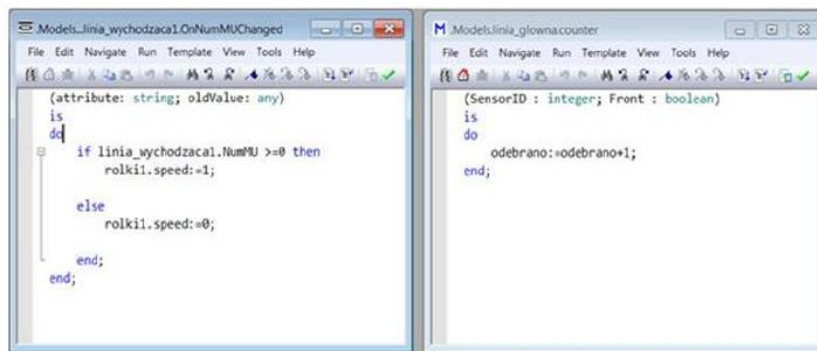 .Models...linia_wychodzaca1.OnNumMUChanged
File Edit Navigate Run Template View Tools Help
(attribute: string; oldValue: any)
is
do
if linia_wychodzaca1.NumMU >=0 then
rolki1.speed:=1;
else
rolki1.speed:=0;
end;
end;
M .Models.linia_glowna.counter
File Edit Navigate Run Template View Tools Help
(SensorID : integer; Front : boolean)
is
do
odebrano:=odebrano+1;
end;